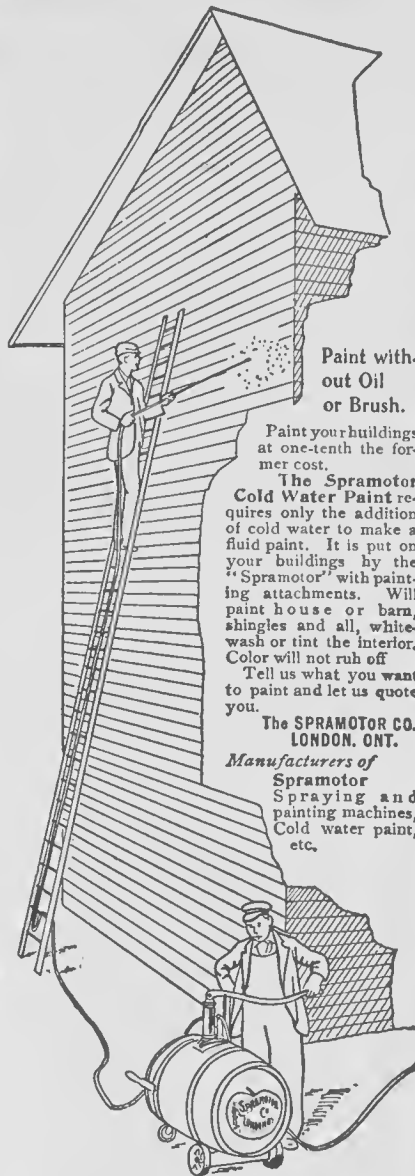 Paint with-
out Oil
or Brush.
Paint your buildings
at one-tenth the for-
mer cost.
The Spramotor
Cold Water Paint re-
quires only the addition
of cold water to make a
fluid paint. It is put on
your buildings by the
"Spramotor" with paint-
ing attachments. Will
paint house or barn,
shingles and all, white-
wash or tint the interior.
Color will not rub off
Tell us what you want
to paint and let us quote
you.
The SPRAMOTOR CO.
LONDON. ONT.
Manufacturers of
Spramotor
Spraying and
painting machines,
Cold water paint,
etc.
SPRAMOTOR
Co
LONDON